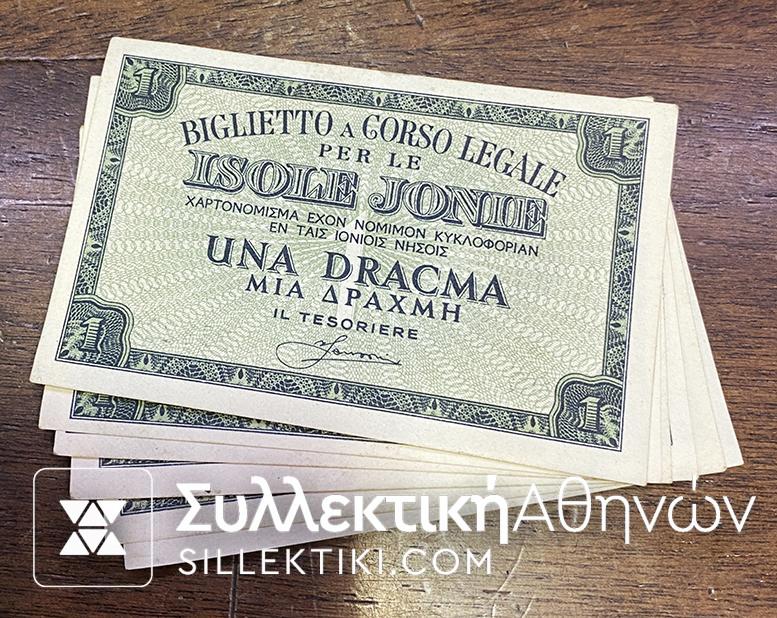 1 1
BIGLIETTO A CORSO LEGALE
PER LE
ISOLE JONIE
ΧΑΡΤΟΝΟΜΙΣΜΑ ΕΧΟΝ ΝΟΜΙΜΟΝ ΚΥΚΛΟΦΟΡΙΑΝ
ΕΝ ΤΑΙΣ ΙΟΝΙΟΙΣ ΝΗΣΟΙΣ
UNA DRACMA
ΜΙΑ ΔΡΑΧΜΗ
IL TESORIERE
1 1
ΣυλλεκτικήΑθηνών
SILLEKTIKI.COM